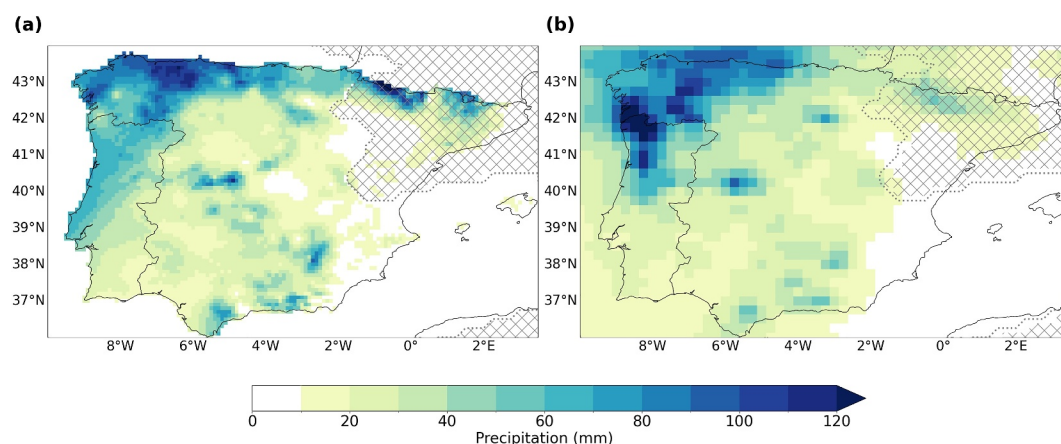 (a) (b)
43°N 43°N
42°N 42°N
41°N 41°N
40°N 40°N
39°N 39°N
38°N 38°N
37°N 37°N
8°W 6°W 4°W 2°W 0° 2°E 8°W 6°W 4°W 2°W 0° 2°E
0 20 40 60 80 100 120
Precipitation (mm)